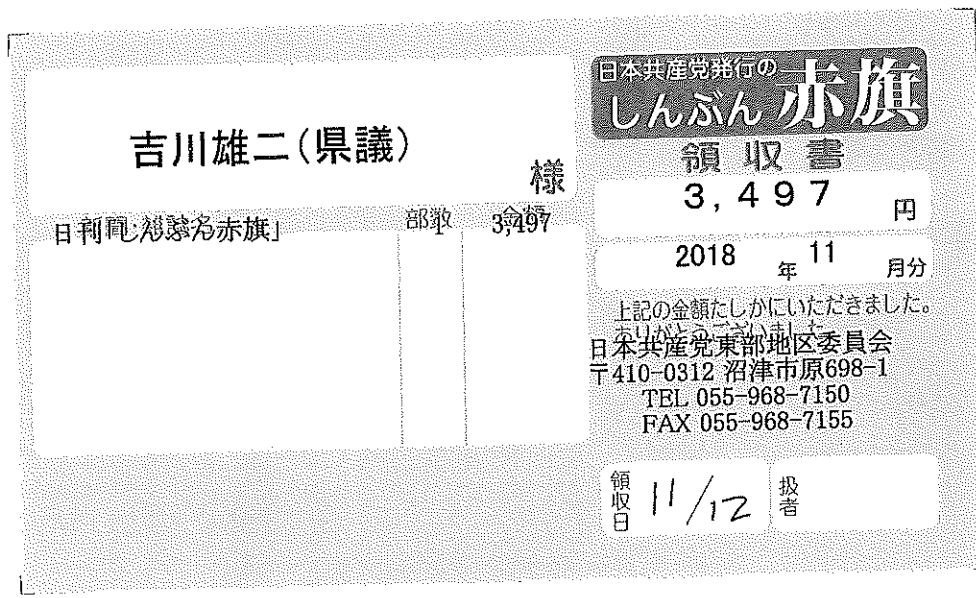 吉川雄二(県議)
様
新聞・雑誌名 部数 金額
日刊「しんぶん赤旗」 1 3,497
日本共産党発行の
しんぶん赤旗
領収書
3,497 円
2018 年 11 月分
上記の金額たしかにいただきました。
ありがとうございました
日本共産党東部地区委員会
〒410-0312 沼津市原698-1
TEL 055-968-7150
FAX 055-968-7155
領収日 11/12
扱者